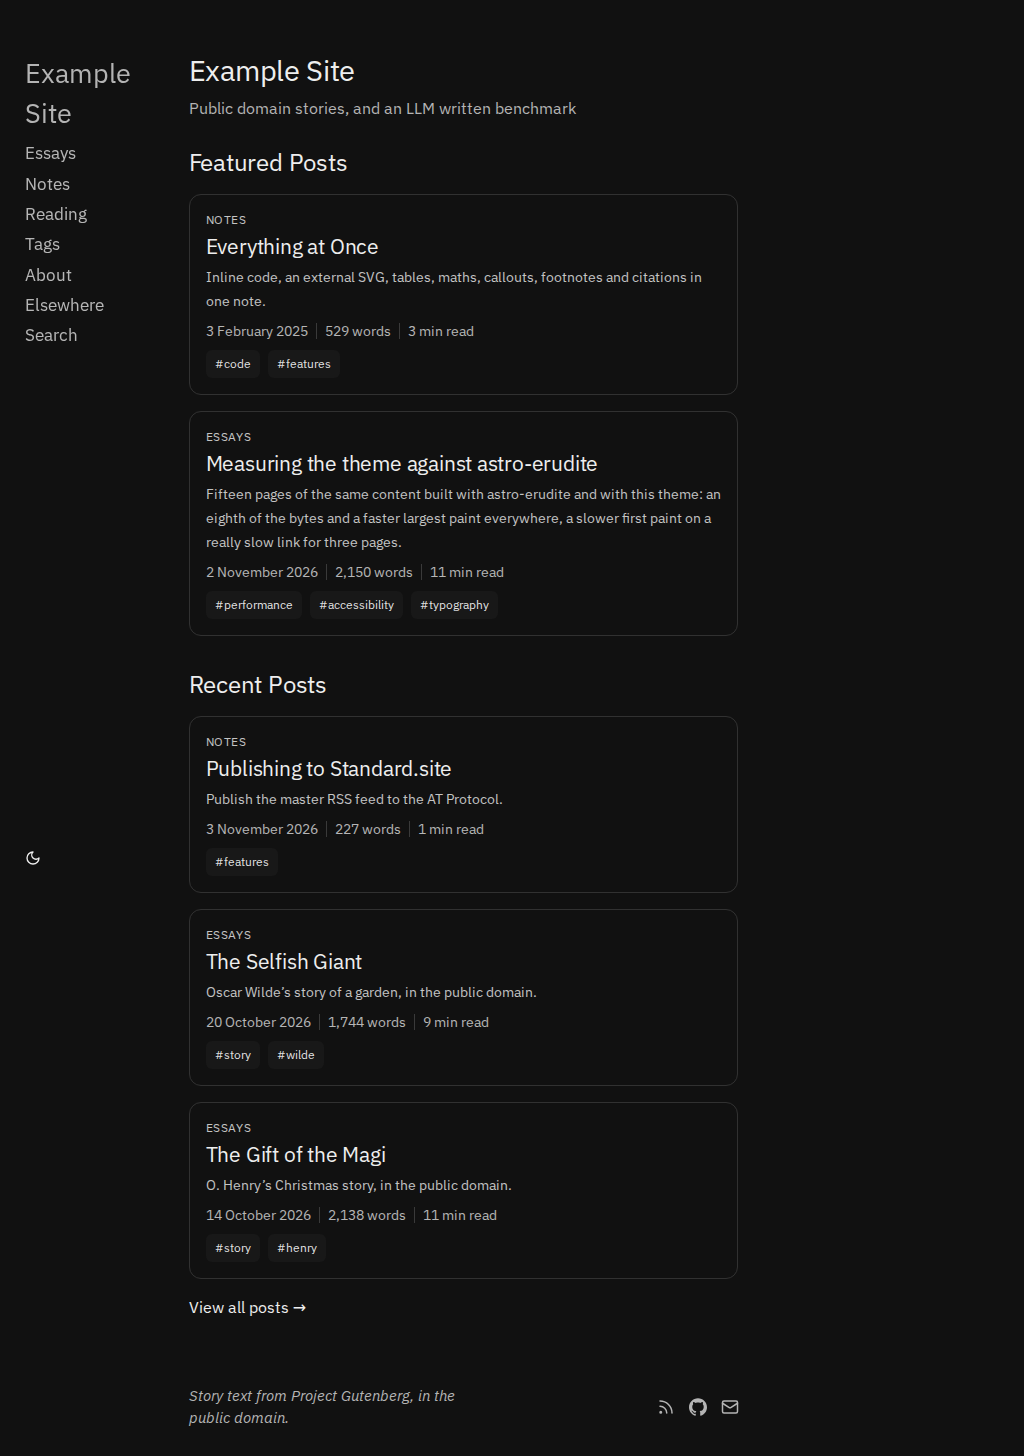 Example
Site
Essays
Notes
Reading
Tags
About
Elsewhere
Search
Example Site
Public domain stories, and an LLM written benchmark
Featured Posts
NOTES
Everything at Once
Inline code, an external SVG, tables, maths, callouts, footnotes and citations in
one note.
3 February 2025 529 words 3 min read
#code #features
ESSAYS
Measuring the theme against astro-erudite
Fifteen pages of the same content built with astro-erudite and with this theme: an
eighth of the bytes and a faster largest paint everywhere, a slower first paint on a
really slow link for three pages.
2 November 2026 2,150 words 11 min read
#performance #accessibility #typography
Recent Posts
NOTES
Publishing to Standard.site
Publish the master RSS feed to the AT Protocol.
3 November 2026 227 words 1 min read
#features
ESSAYS
The Selfish Giant
Oscar Wilde’s story of a garden, in the public domain.
20 October 2026 1,744 words 9 min read
#story #wilde
ESSAYS
The Gift of the Magi
O. Henry’s Christmas story, in the public domain.
14 October 2026 2,138 words 11 min read
#story #henry
View all posts →
Story text from Project Gutenberg, in the
public domain.